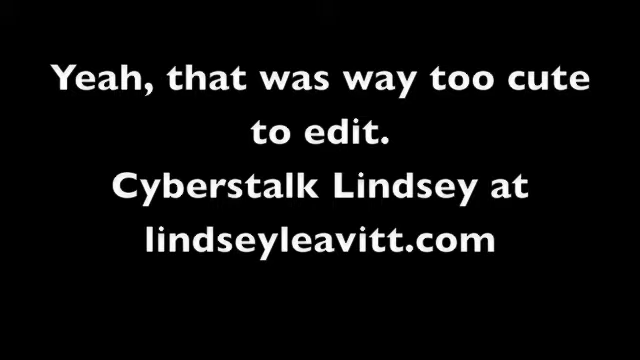 Yeah, that was way too cute
to edit.
Cyberstalk Lindsey at
lindseyleavitt.com